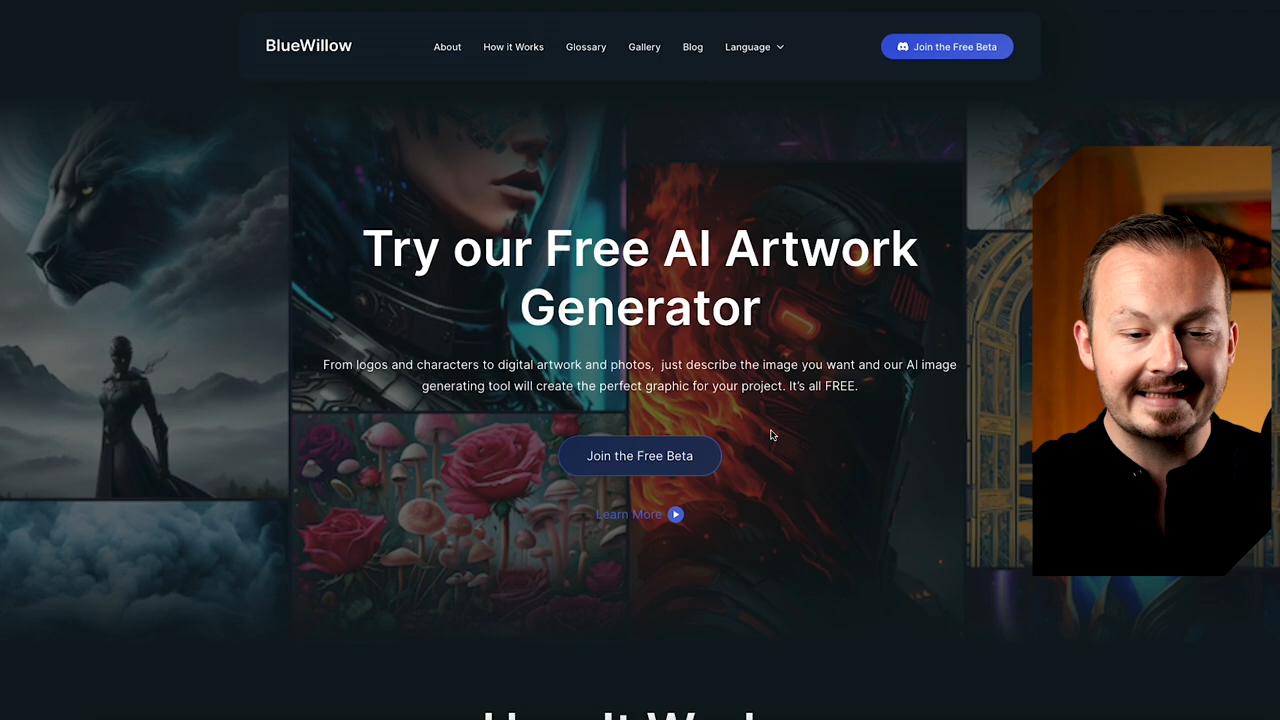 BlueWillow
About
How it Works
Glossary
Gallery
Blog
Language
Join the Free Beta
Try our Free AI Artwork
Generator
From logos and characters to digital artwork and photos, just describe the image you want and our AI image
generating tool will create the perfect graphic for your project. It's all FREE.
Join the Free Beta
Learn More